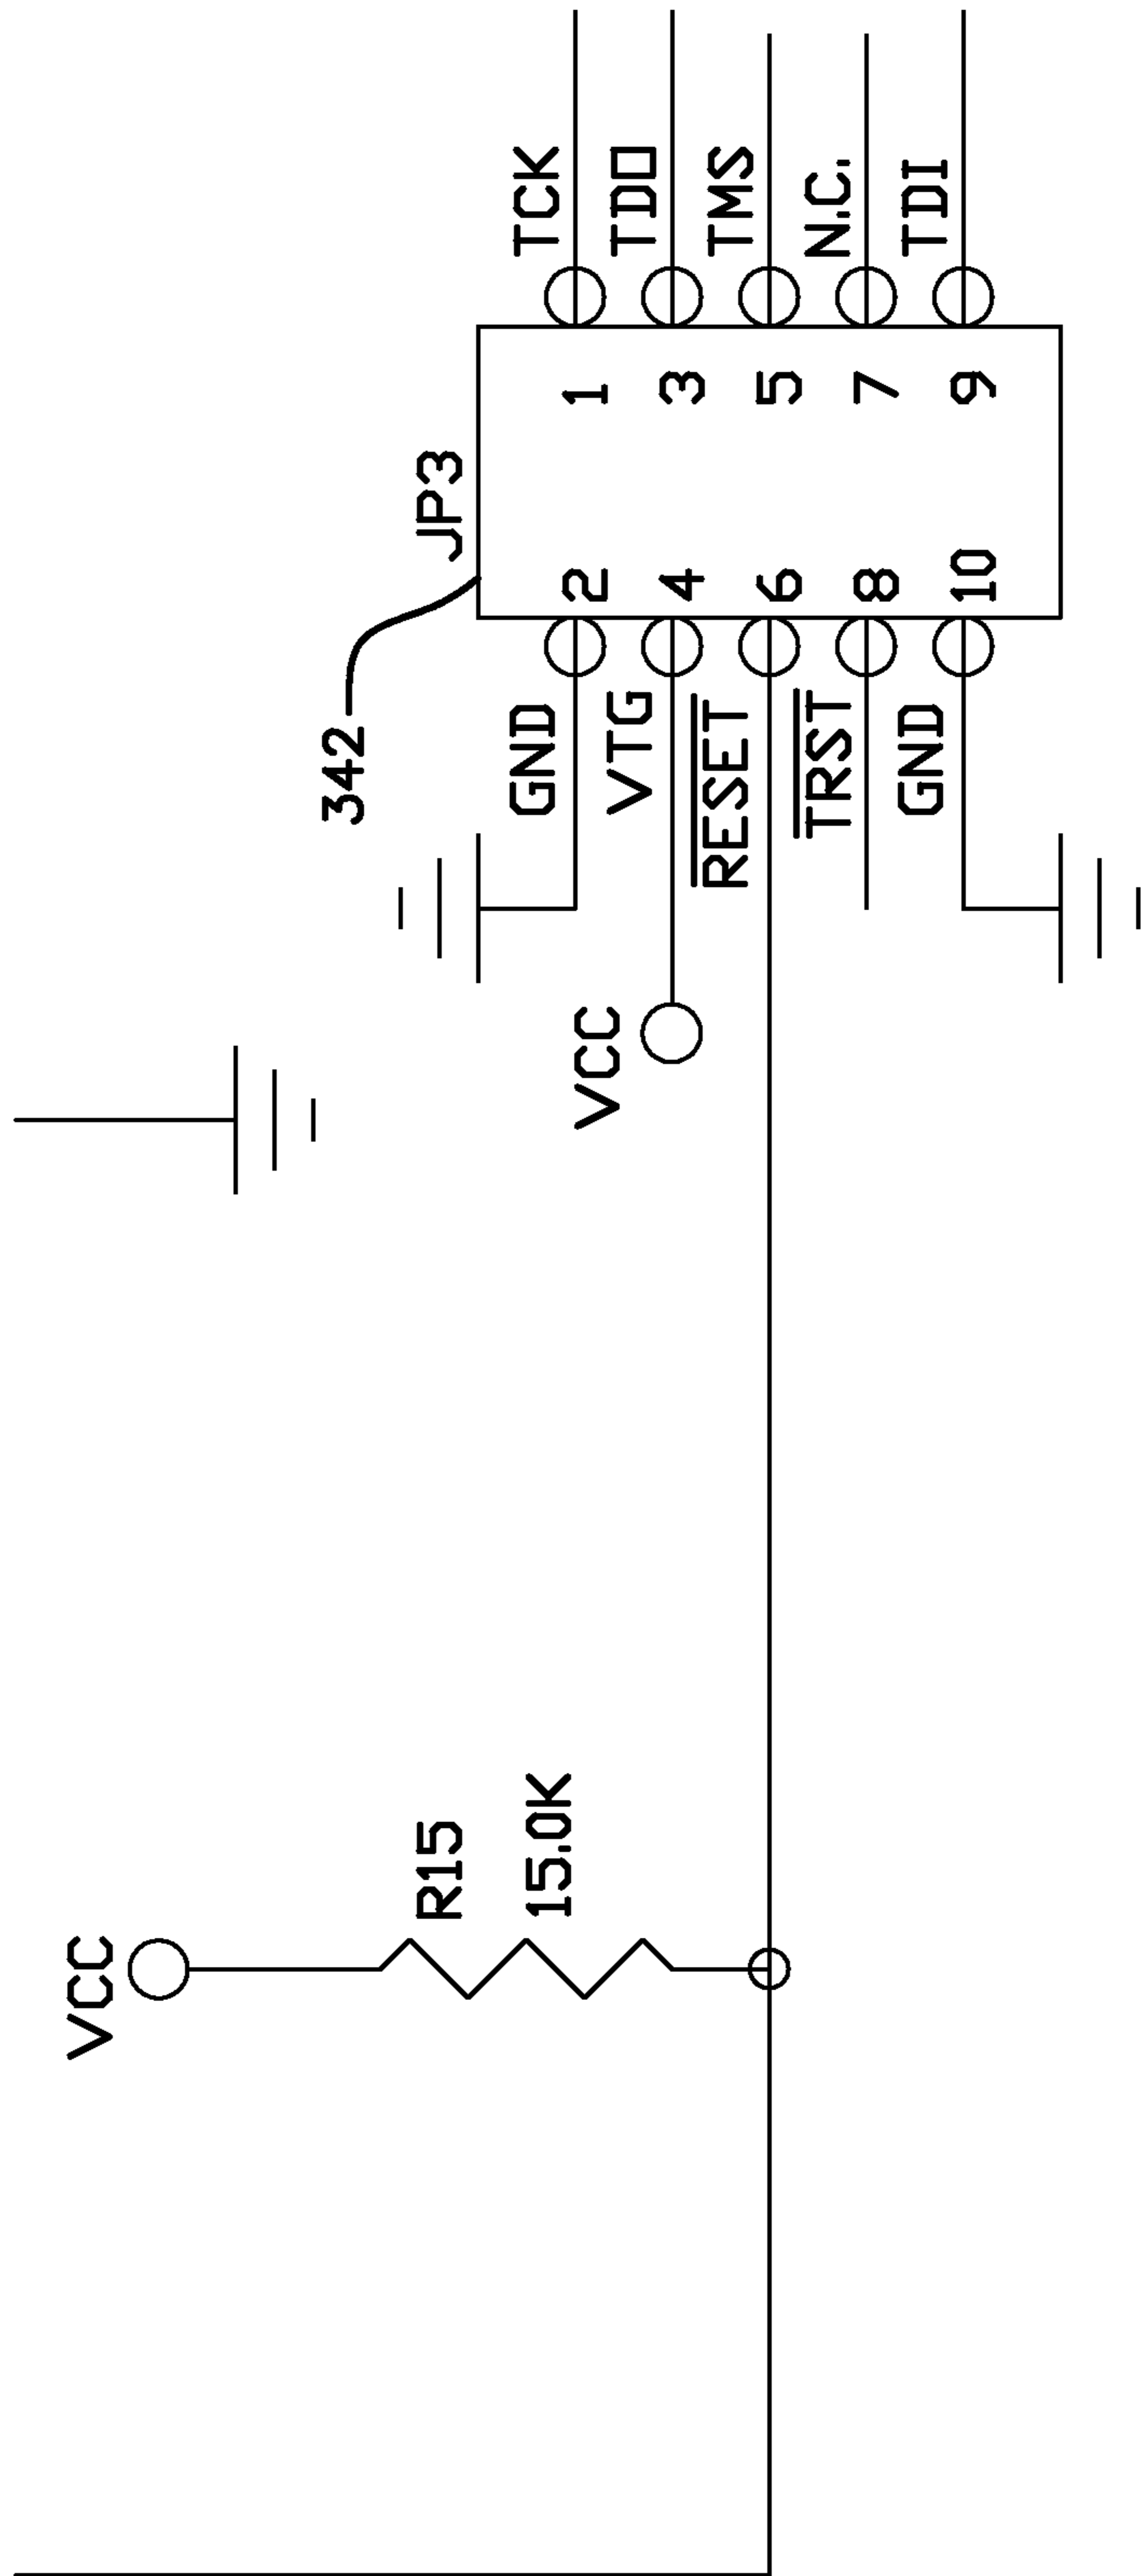 VCC
R15
15.0K
VCC
342
JP3
GND
VTG
RESET
TRST
GND
2
4
6
8
10
1
3
5
7
9
TCK
TDO
TMS
N.C.
TDI